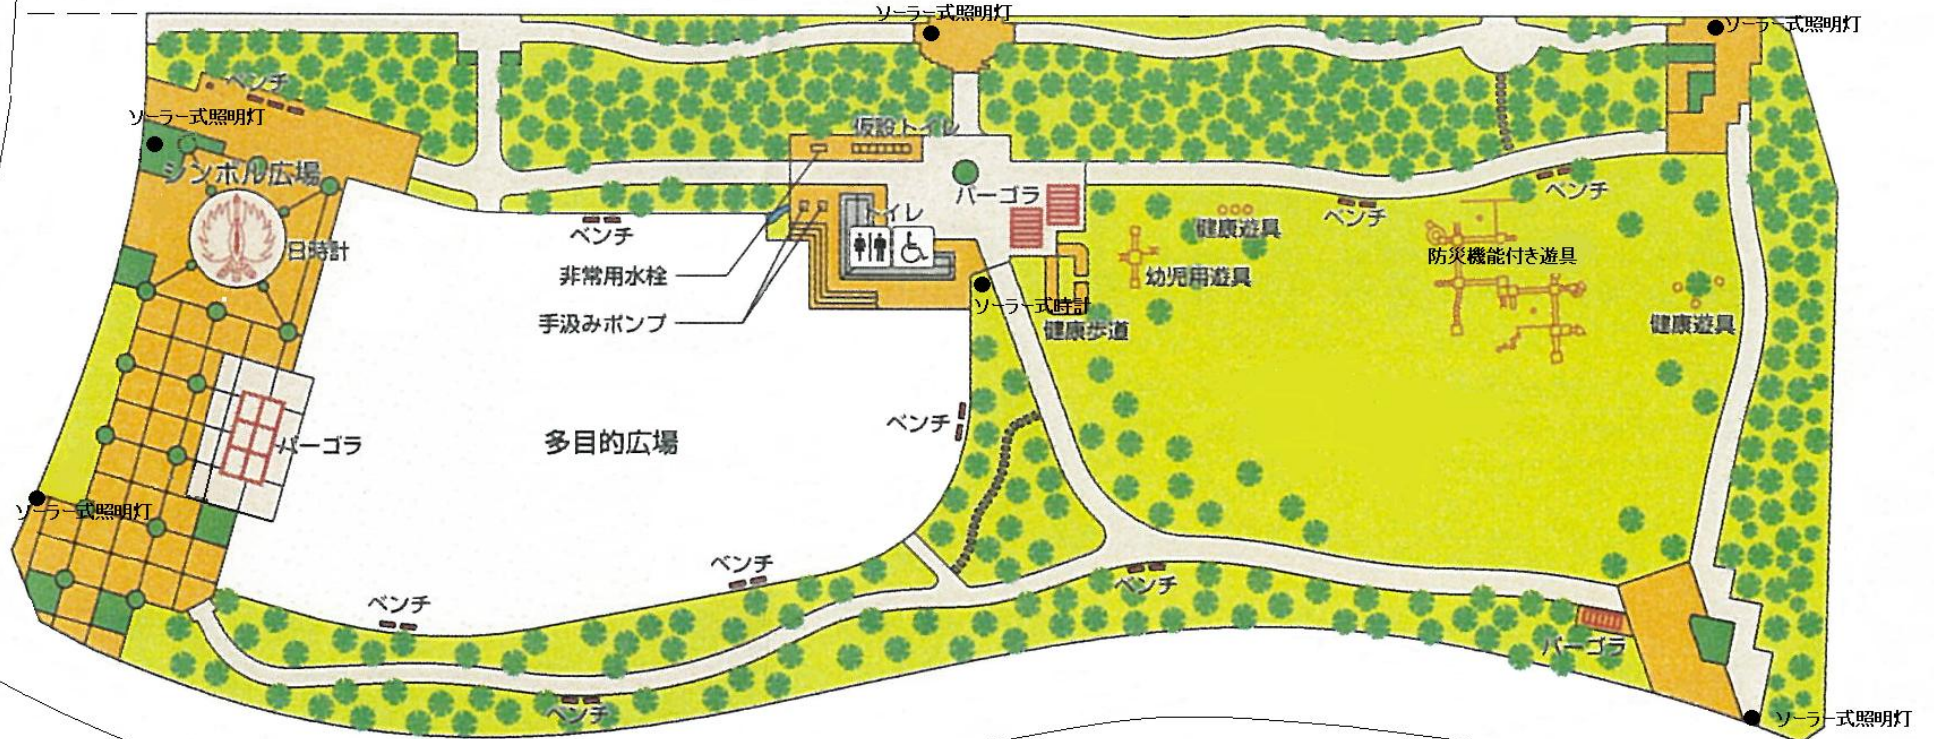 ソーラー式照明灯
ソーラー式照明灯
ベンチ
ソーラー式照明灯
仮設トイレ
シンボル広場
パーゴラ
ベンチ
トイレ
ベンチ
健康遊具
ベンチ
日時計
防災機能付き遊具
非常用水栓
幼児用遊具
ソーラー式時計
手汲みポンプ
健康歩道
健康遊具
ベンチ
パーゴラ
多目的広場
ソーラー式照明灯
ベンチ
ベンチ
ベンチ
パーゴラ
ベンチ
ソーラー式照明灯